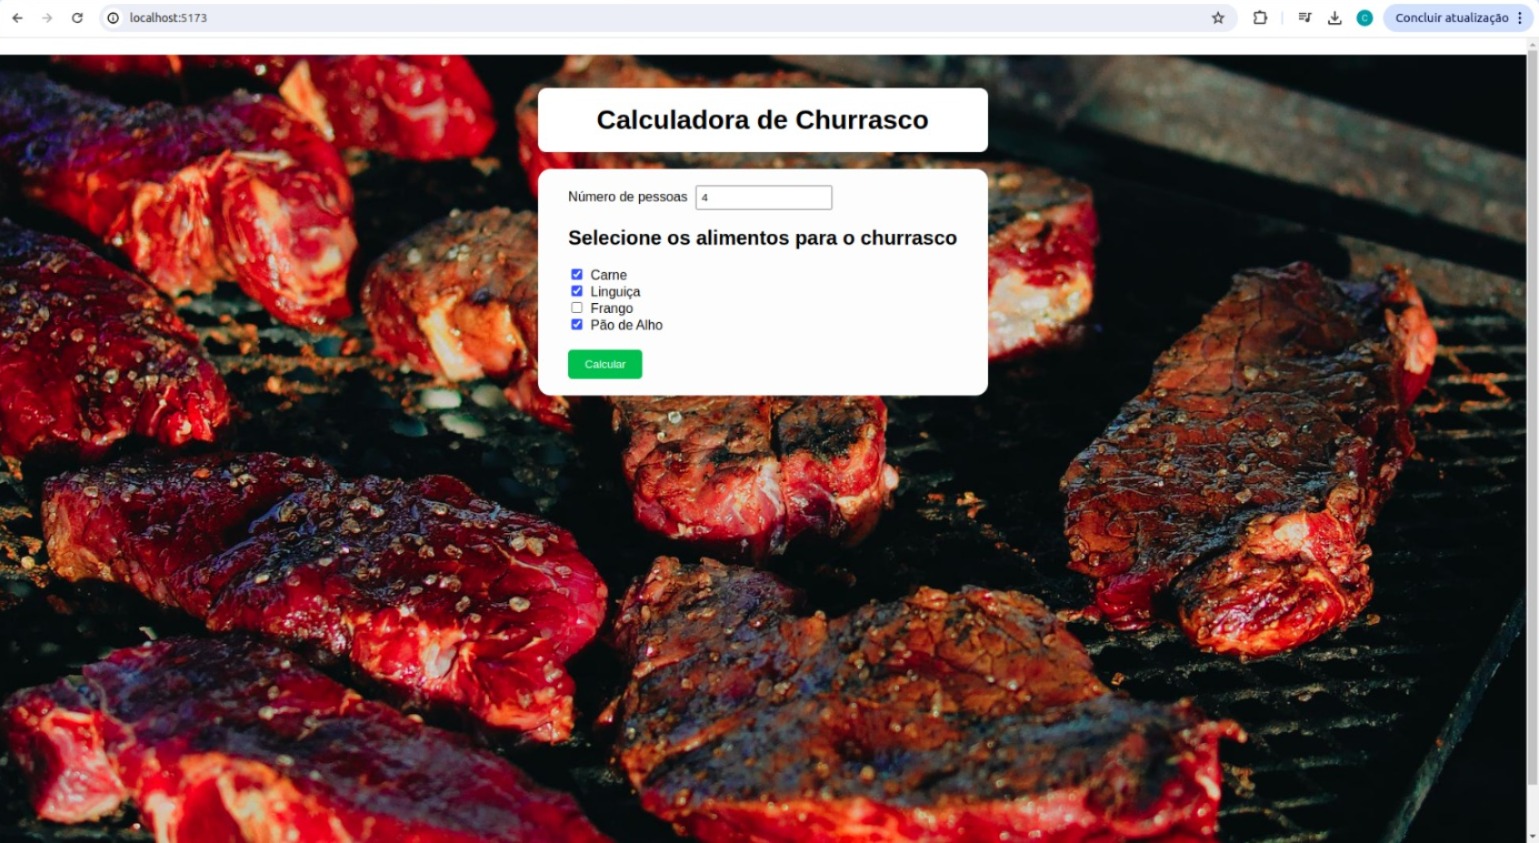 localhost:5173
C
Concluir atualização
Calculadora de Churrasco
Número de pessoas 4
Selecione os alimentos para o churrasco
Carne
Linguiça
Frango
Pão de Alho
Calcular